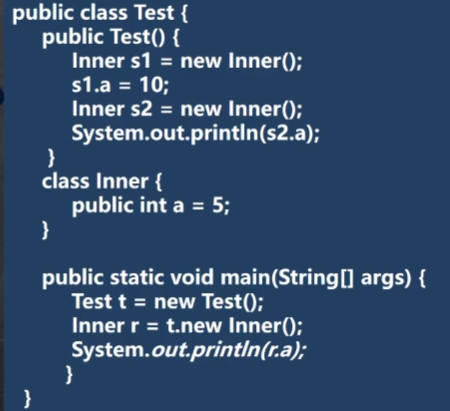 public class Test {
public Test() {
Inner s1 = new Inner();
s1.a = 10;
Inner s2 = new Inner();
System.out.println(s2.a);
}
class Inner {
public int a = 5;
}
public static void main(String[] args) {
Test t = new Test();
Inner r = t.new Inner();
System.out.println(r.a);
}
}